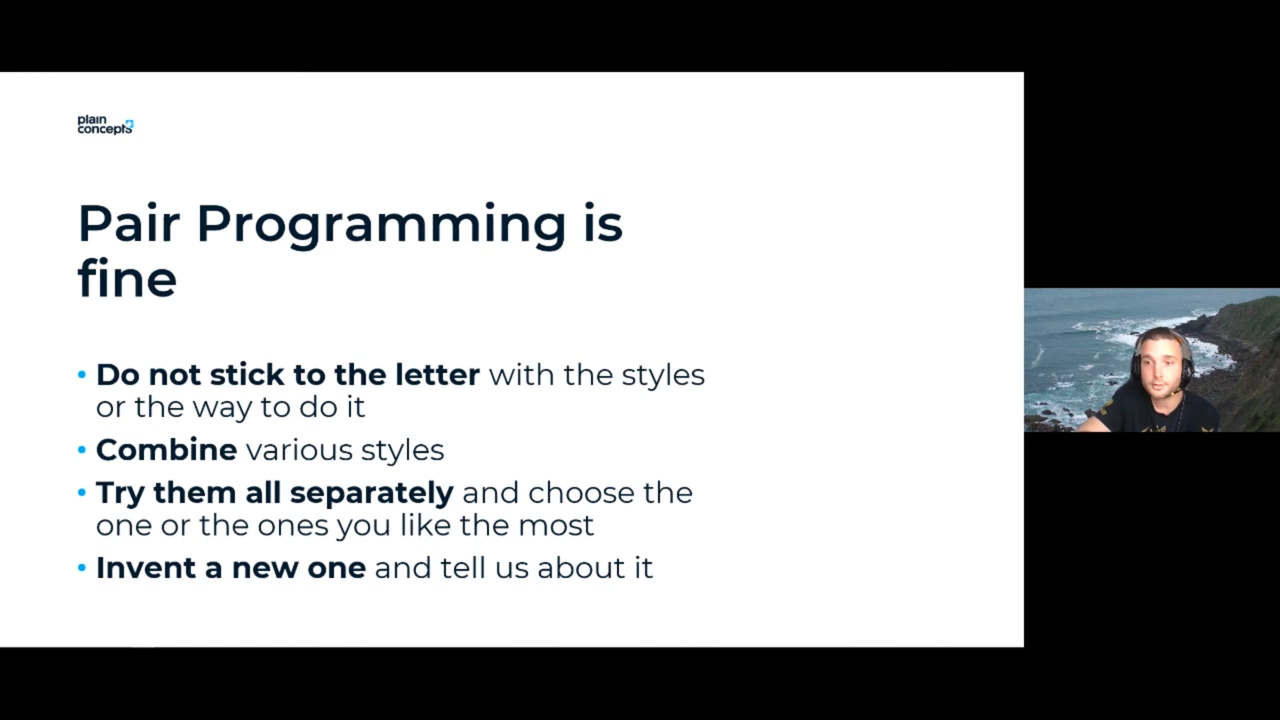 plain
concepts
Pair Programming is
fine
• Do not stick to the letter with the styles
or the way to do it
• Combine various styles
• Try them all separately and choose the
one or the ones you like the most
• Invent a new one and tell us about it